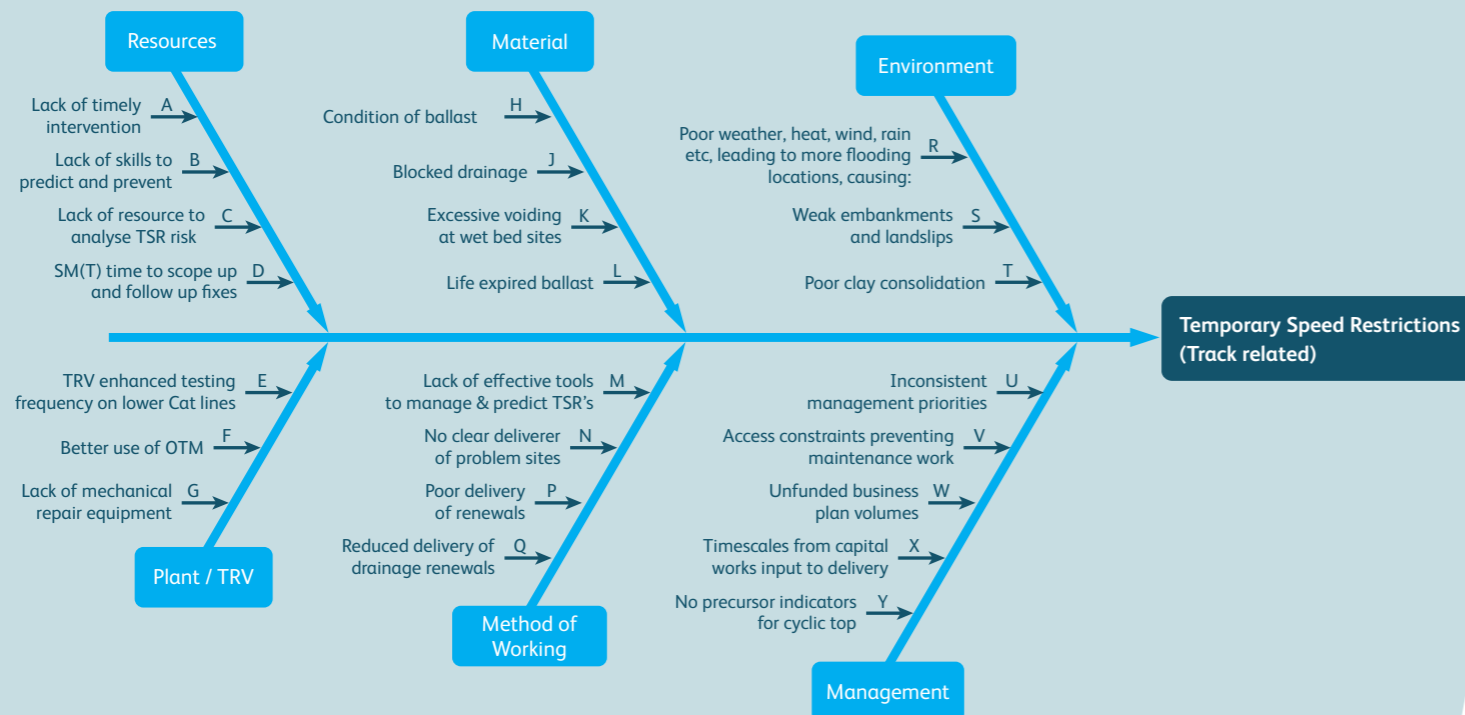 Resources
Lack of timely
intervention
A
Lack of skills to
predict and prevent
B
Lack of resource to
analyse TSR risk
C
SM(T) time to scope up
and follow up fixes
D
Material
Condition of ballast
H
Blocked drainage
J
Excessive voiding
at wet bed sites
K
Life expired ballast
L
Environment
Poor weather, heat, wind, rain
etc, leading to more flooding
locations, causing:
R
Weak embankments
and landslips
S
Poor clay consolidation
T
Temporary Speed Restrictions
(Track related)
TRV enhanced testing
frequency on lower Cat lines
E
Better use of OTM
F
Lack of mechanical
repair equipment
G
Plant / TRV
Lack of effective tools
to manage & predict TSR's
M
No clear deliverer
of problem sites
N
Poor delivery
of renewals
P
Reduced delivery of
drainage renewals
Q
Method of
Working
Inconsistent
management priorities
U
Access constraints preventing
maintenance work
V
Unfunded business
plan volumes
W
Timescales from capital
works input to delivery
X
No precursor indicators
for cyclic top
Y
Management